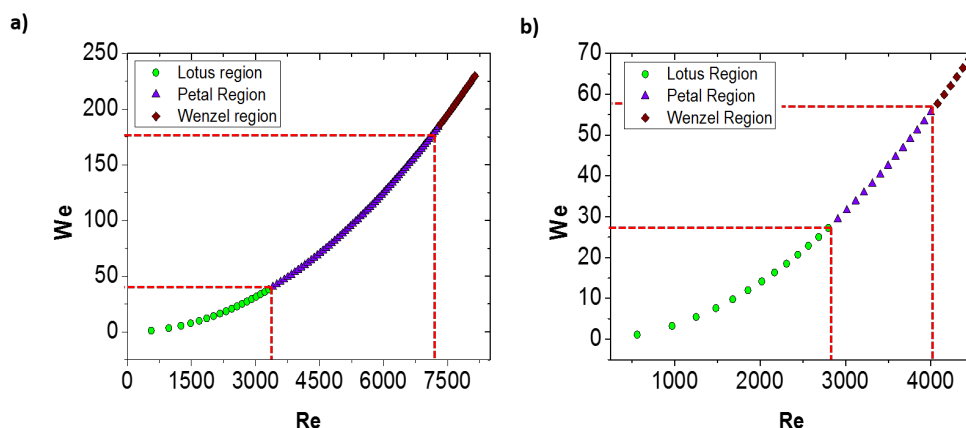 a)
250
200
150
100
50
0
We
Lotus region
Petal Region
Wenzel region
0 1500 3000 4500 6000 7500
Re
b)
70
60
50
40
30
20
10
0
We
Lotus Region
Petal Region
Wenzel Region
1000 2000 3000 4000
Re